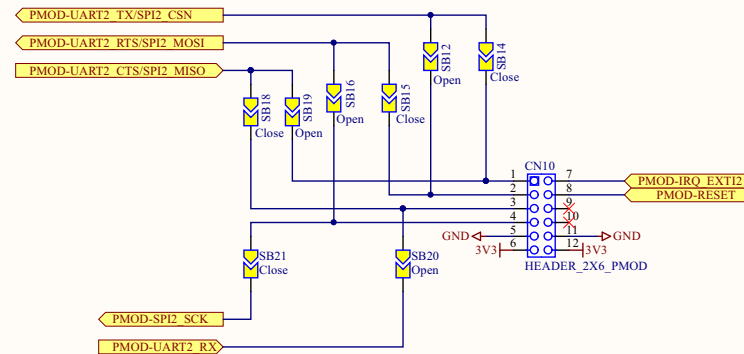 PMOD-UART2_TX/SPI2_CSN
PMOD-UART2_RTS/SPI2_MOSI
PMOD-UART2_CTS/SPI2_MISO
SB12
Open
SB14
Close
SB18
Close
SB19
Open
SB16
Open
SB15
Close
CN10
1
2
3
4
5
6
7
8
9
10
11
12
PMOD-IRQ_EXTI2
PMOD-RESET
GND
GND
3V3
3V3
HEADER_2X6_PMOD
SB21
Close
SB20
Open
PMOD-SPI2_SCK
PMOD-UART2_RX